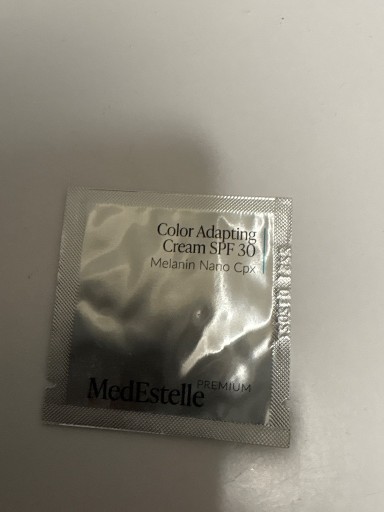 Color Adapting
Cream SPF 30
Melanin Nano Cpx
MedEstelle PREMIUM